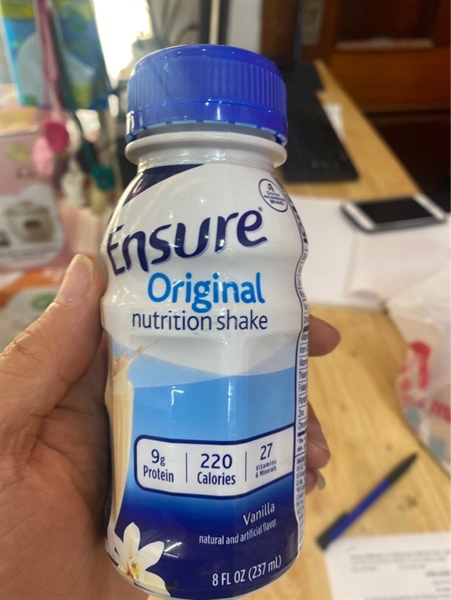 Ensure®
Original
nutrition shake
9g
Protein
220
Calories
27
Vitamins
& Minerals
Vanilla
natural and artificial flavor
8 FL OZ (237 mL)